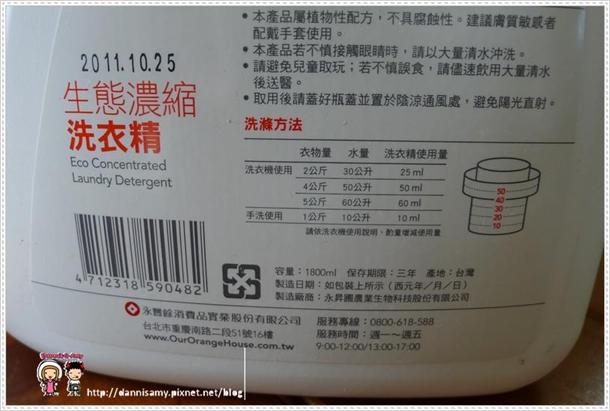 • 本產品屬植物性配方，不具腐蝕性。建議膚質敏感者
配戴手套使用。
• 本產品若不慎接觸眼睛時，請以大量清水沖洗。
• 請避免兒童取玩；若不慎誤食，請儘速飲用大量清水
後送醫。
• 取用後請蓋好瓶蓋並置於陰涼通風處，避免陽光直射。
2011.10.25
生態濃縮
洗衣精
Eco Concentrated
Laundry Detergent
洗滌方法
衣物量 水量 洗衣精使用量
洗衣機使用 2公斤 30公升 25 ml
4公斤 50公升 50 ml
5公斤 60公升 60 ml
手洗使用 1公斤 10公升 10 ml
請依洗衣機使用說明、酌量增減使用量
50
40
30
20
10
4 712318 590482
容量：1800ml 保存期限：三年 產地：台灣
製造日期：如包裝上所示（西元年／月／日）
製造廠商：永昇圃農業生物科技股份有限公司
永豐餘消費品實業股份有限公司
台北市重慶南路二段51號16樓
www.OurOrangeHouse.com.tw
服務專線：0800-618-588
服務時間：週一～週五
9:00-12:00/13:00-17:00
http://dannisamy.pixnet.net/blog